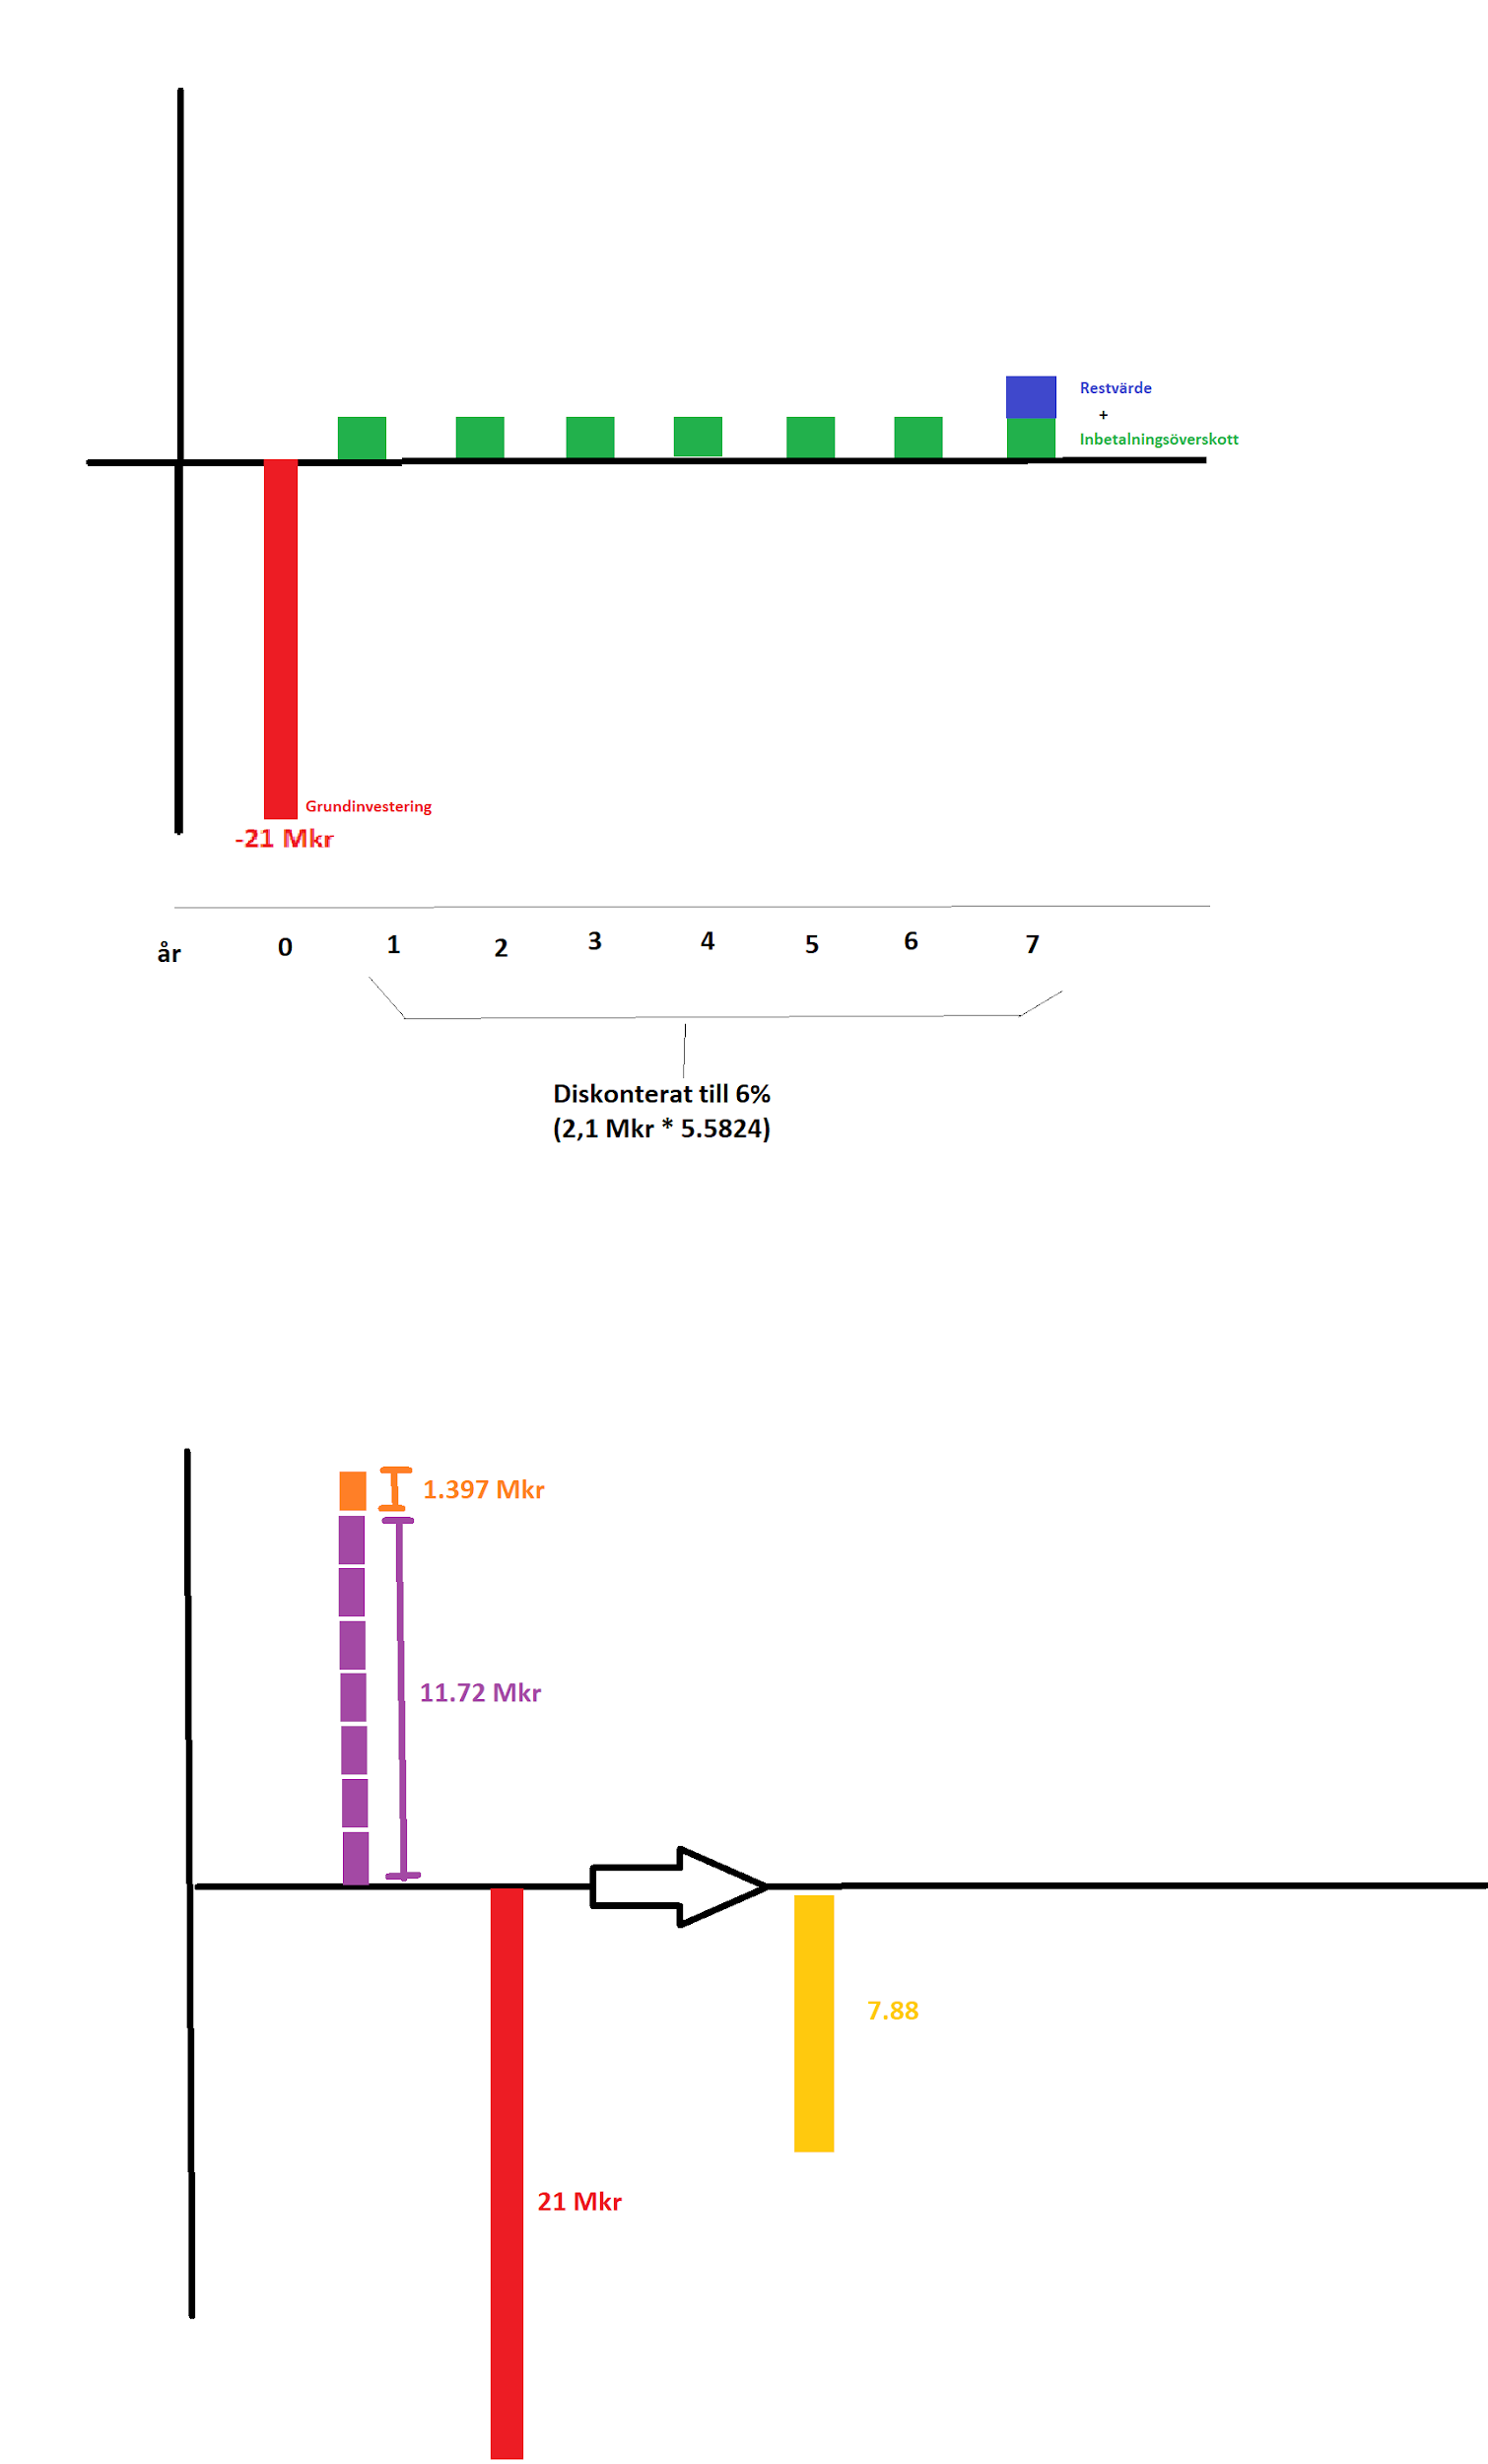 Restvärde
+
Inbetalningsöverskott
Grundinvestering
-21 Mkr
år 0 1 2 3 4 5 6 7
Diskonterat till 6%
(2,1 Mkr * 5.5824)
1.397 Mkr
11.72 Mkr
7.88
21 Mkr